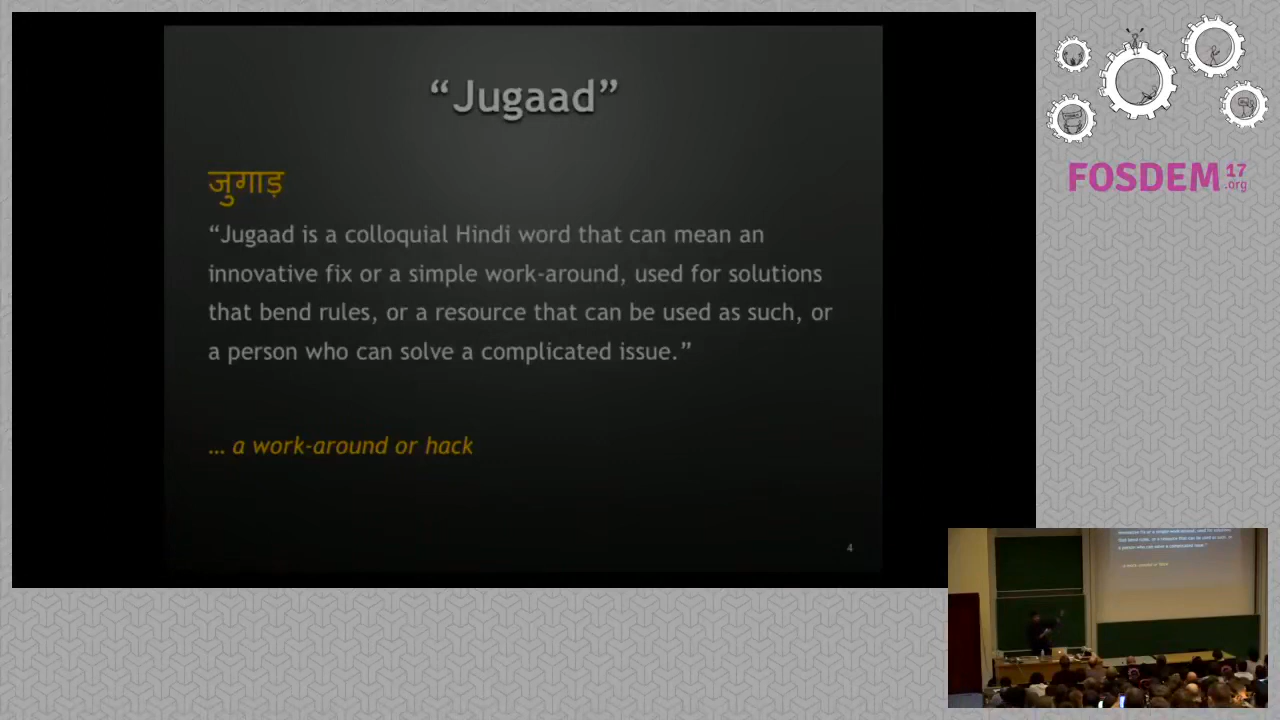 “Jugaad”
जुगाड़
“Jugaad is a colloquial Hindi word that can mean an
innovative fix or a simple work-around, used for solutions
that bend rules, or a resource that can be used as such, or
a person who can solve a complicated issue.”
… a work-around or hack
4
FOSDEM 17
.org